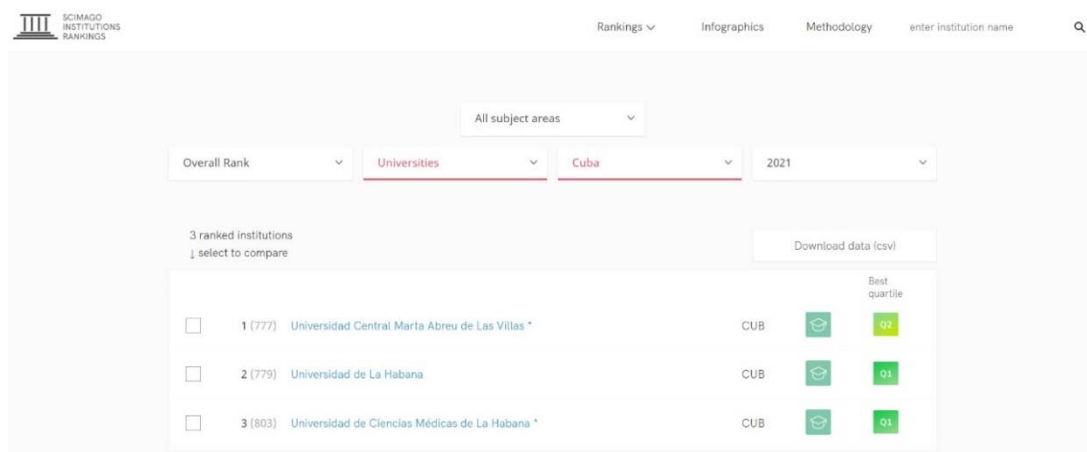 SCIMAGO
INSTITUTIONS
RANKINGS
Rankings Infographics Methodology enter institution name
All subject areas
Overall Rank Universities Cuba 2021
3 ranked institutions
↓ select to compare
Download data (csv)
Best
quartile
1 (777) Universidad Central Marta Abreu de Las Villas * CUB Q2
2 (779) Universidad de La Habana CUB Q1
3 (803) Universidad de Ciencias Médicas de La Habana * CUB Q1